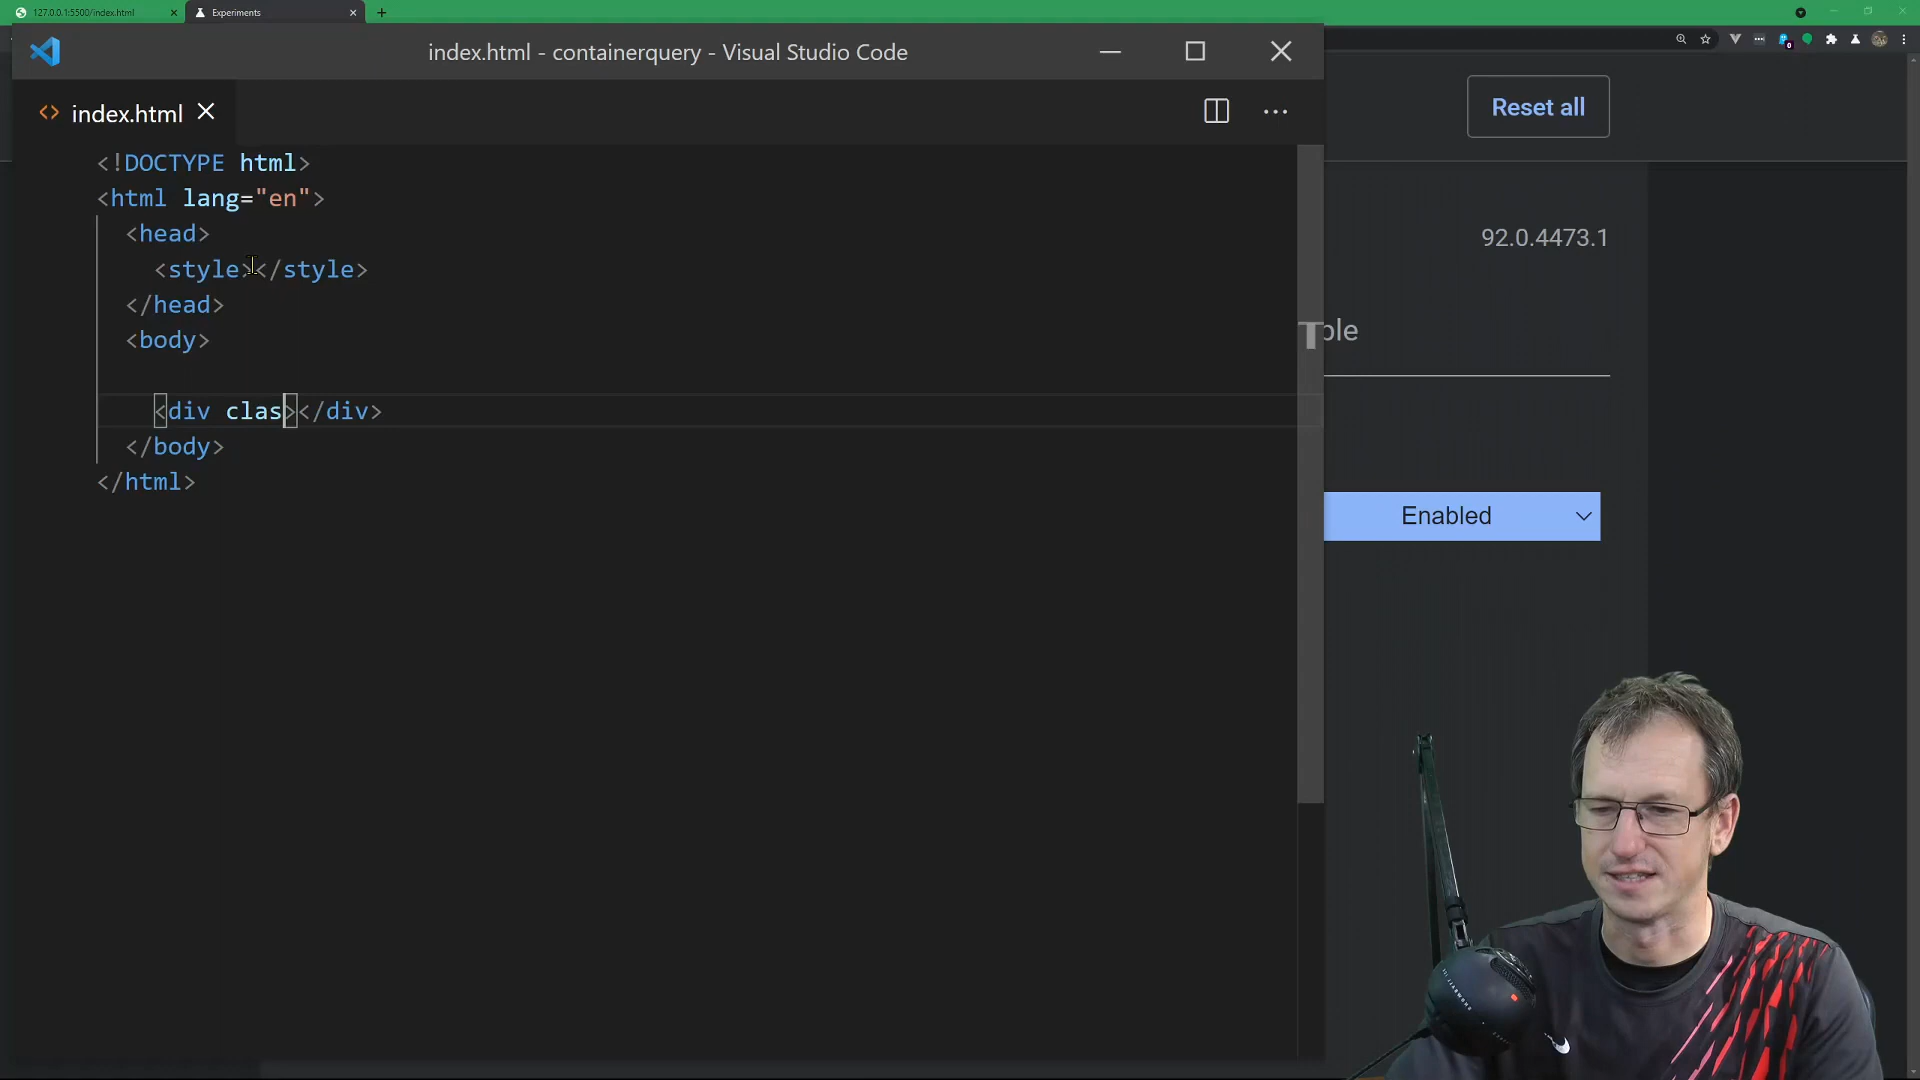 127.0.0.1:5500/index.html
Experiments
index.html - containerquery - Visual Studio Code
index.html
<!DOCTYPE html>
<html lang="en">
<head>
<style></style>
</head>
<body>
<div clas></div>
</body>
</html>
Reset all
92.0.4473.1
ble
Enabled